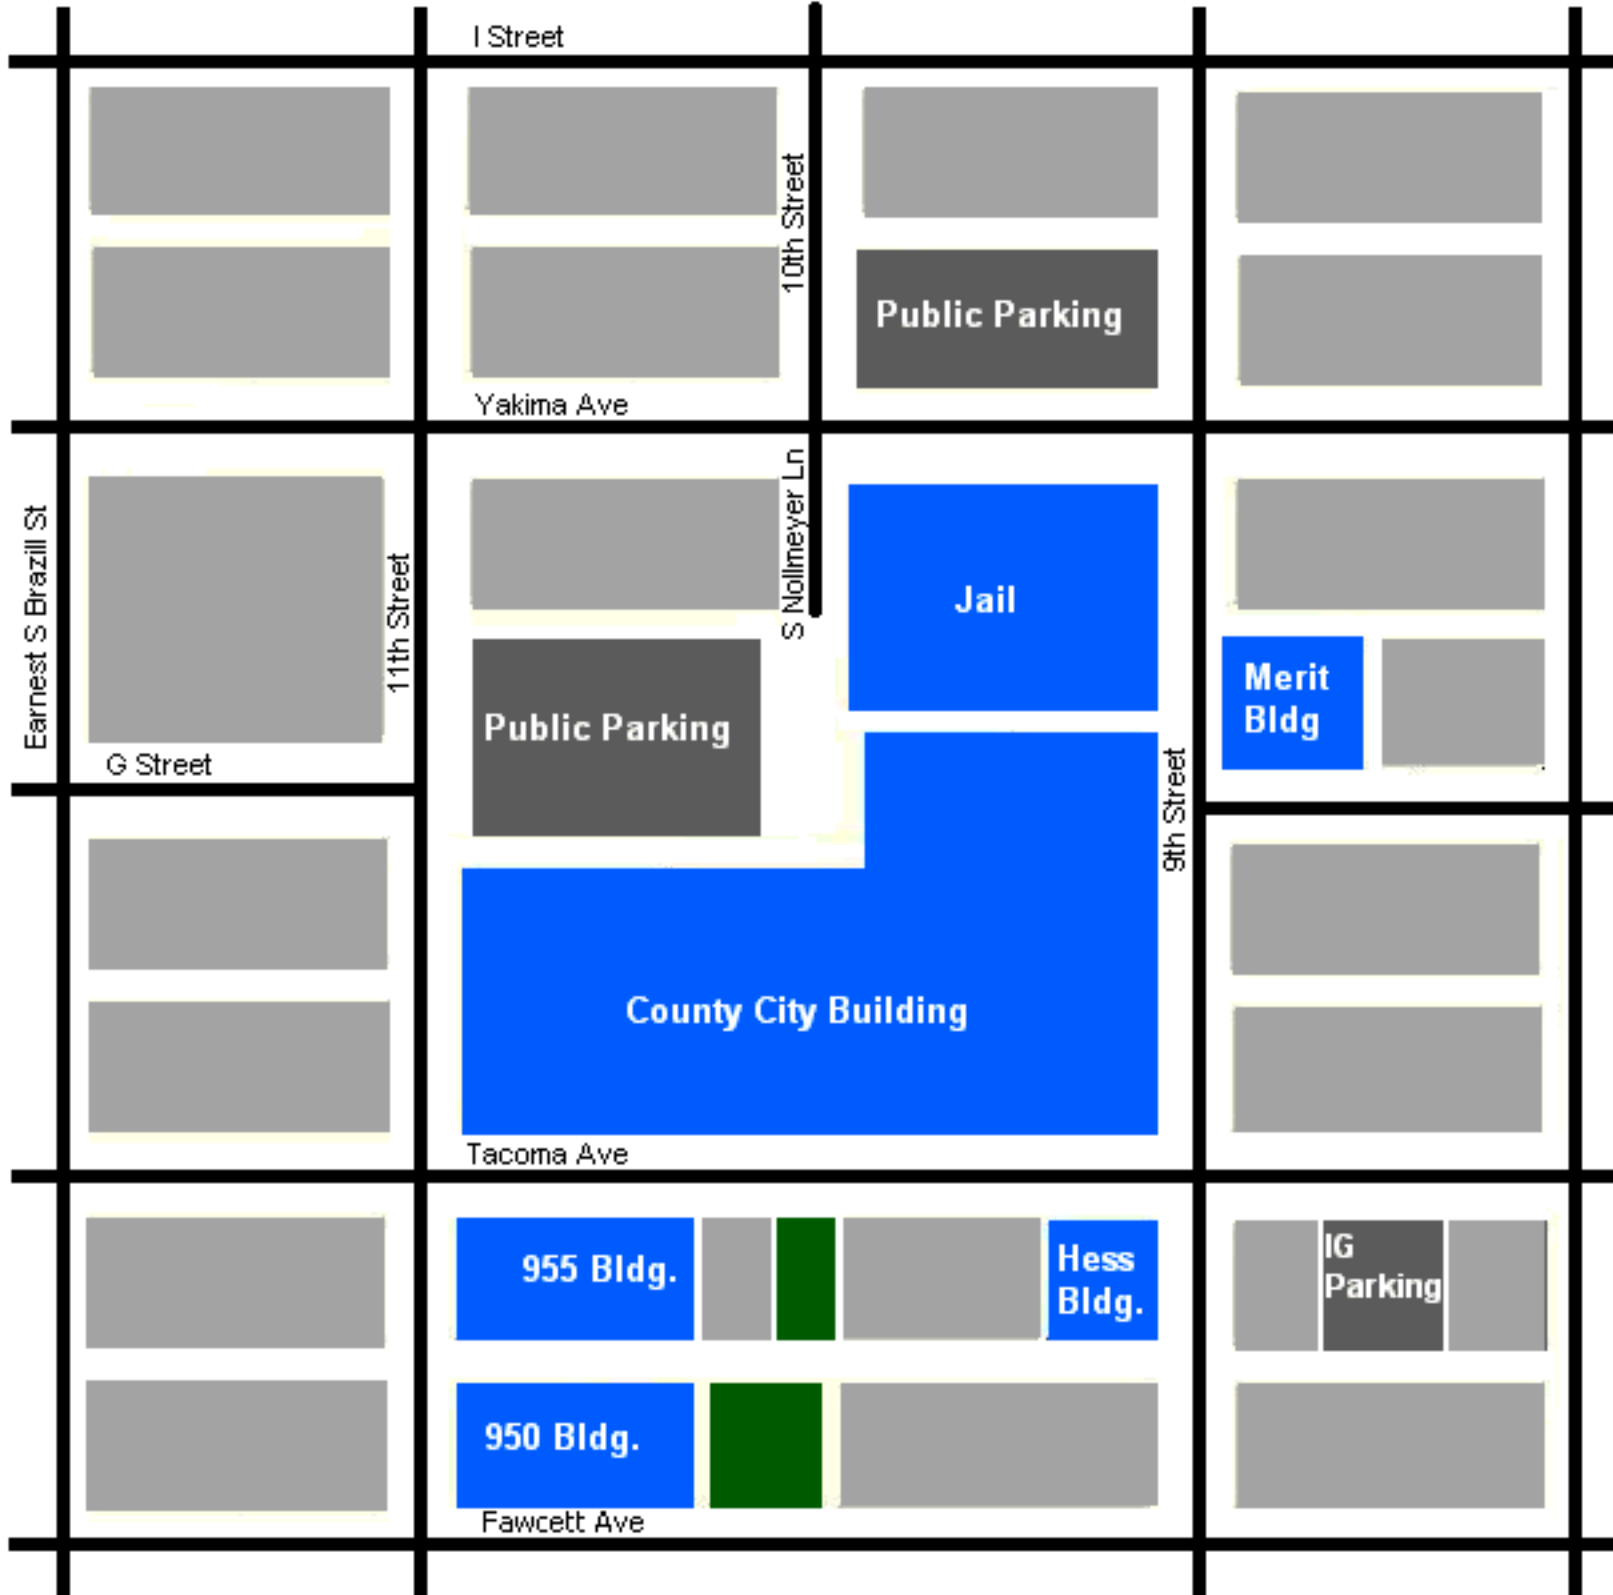 I Street
10th Street
Public Parking
Yakima Ave
S Nollmeyer Ln
Earnest S Brazill St
11th Street
Jail
Merit
Bldg
Public Parking
G Street
9th Street
County City Building
Tacoma Ave
955 Bldg.
Hess
Bldg.
IG
Parking
950 Bldg.
Fawcett Ave